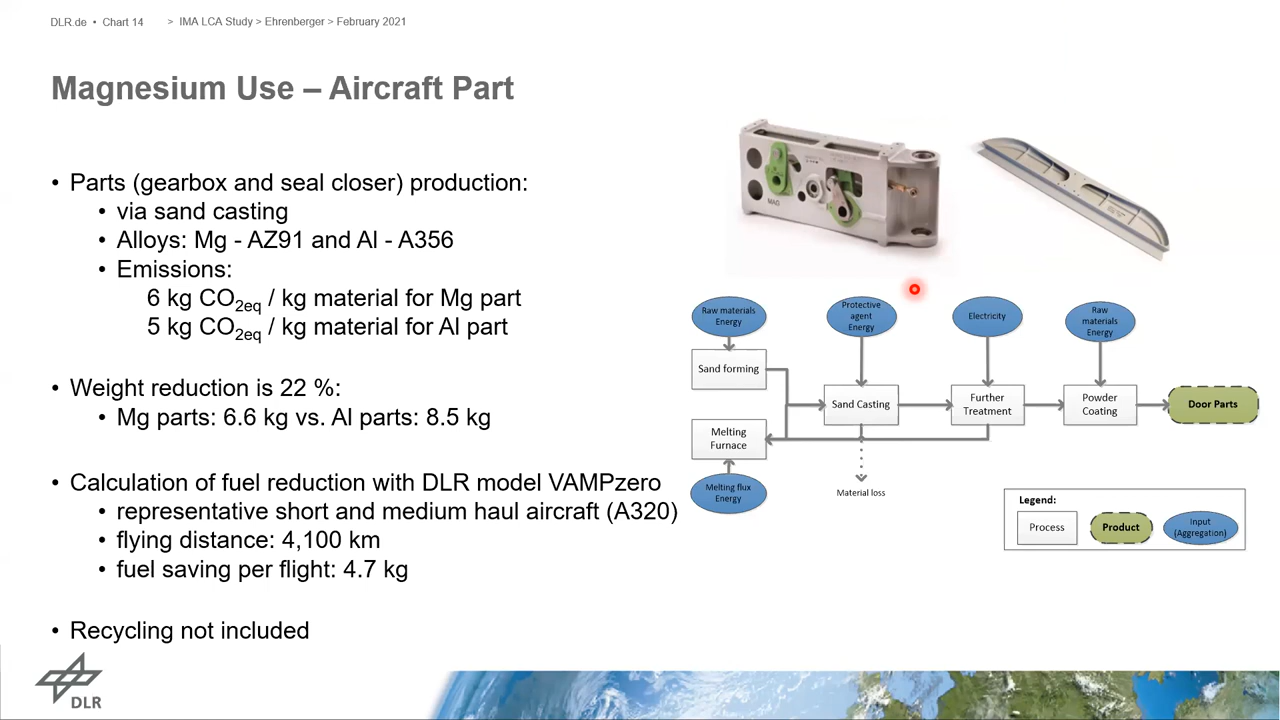 DLR.de • Chart 14 > IMA LCA Study > Ehrenberger > February 2021
Magnesium Use – Aircraft Part
• Parts (gearbox and seal closer) production:
• via sand casting
• Alloys: Mg - AZ91 and Al - A356
• Emissions:
6 kg CO2eq / kg material for Mg part
5 kg CO2eq / kg material for Al part
• Weight reduction is 22 %:
• Mg parts: 6.6 kg vs. Al parts: 8.5 kg
• Calculation of fuel reduction with DLR model VAMPzero
• representative short and medium haul aircraft (A320)
• flying distance: 4,100 km
• fuel saving per flight: 4.7 kg
• Recycling not included
MAD
Raw materials
Energy
Protective
agent
Energy
Electricity
Raw
materials
Energy
Sand forming
Sand Casting
Further
Treatment
Powder
Coating
Door Parts
Melting
Furnace
Melting flux
Energy
Material loss
Legend:
Process
Product
Input
(Aggregation)
DLR